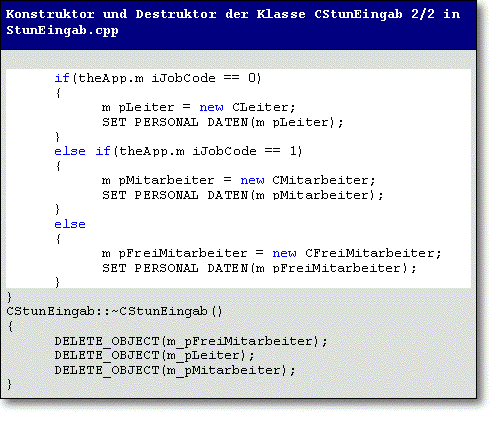 Konstruktor und Destruktor der Klasse CStunEingab 2/2 in
StunEingab.cpp
if(theApp.m iJobCode == 0)
{
m pLeiter = new CLeiter;
SET PERSONAL DATEN(m pLeiter);
}
else if(theApp.m iJobCode == 1)
{
m pMitarbeiter = new CMitarbeiter;
SET PERSONAL DATEN(m pMitarbeiter);
}
else
{
m pFreiMitarbeiter = new CFreiMitarbeiter;
SET PERSONAL DATEN(m pFreiMitarbeiter);
}
}
CStunEingab::~CStunEingab()
{
DELETE_OBJECT(m_pFreiMitarbeiter);
DELETE_OBJECT(m_pLeiter);
DELETE_OBJECT(m_pMitarbeiter);
}